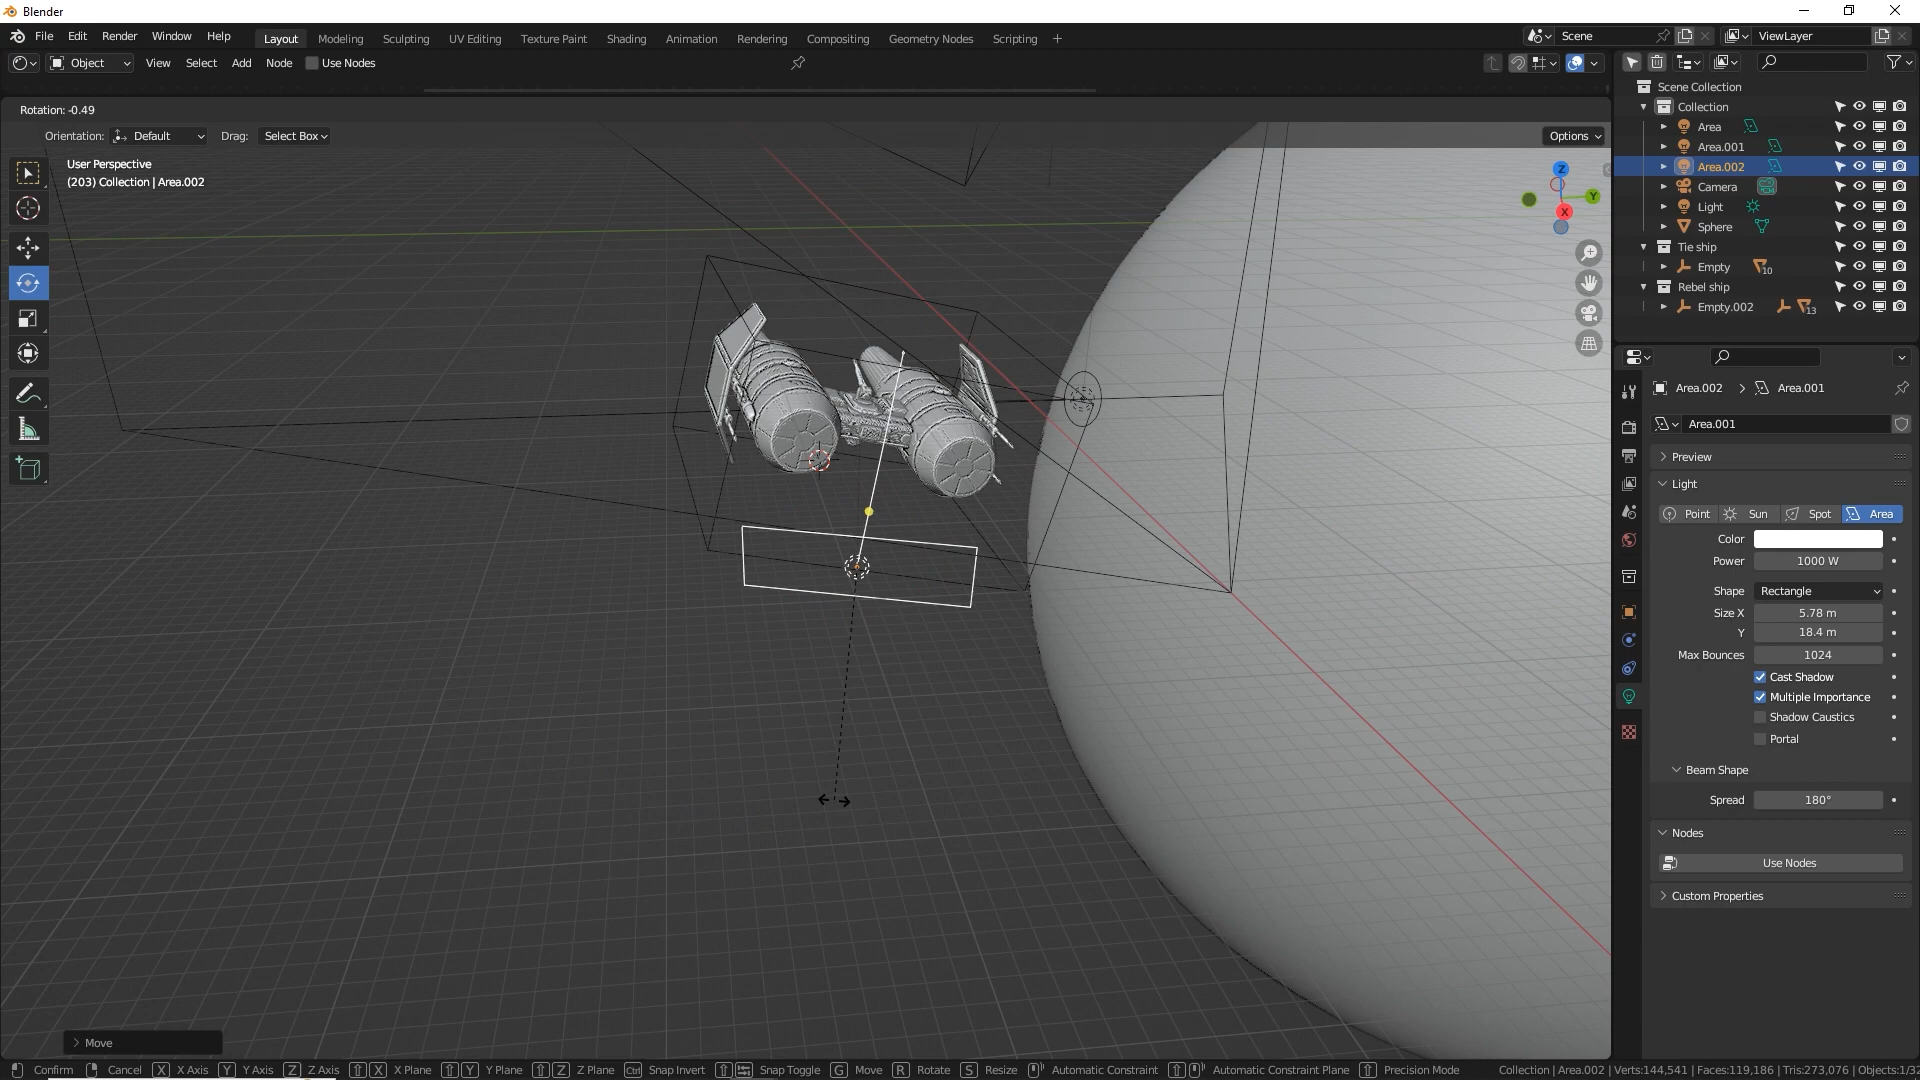 Blender
File Edit Render Window Help Layout Modeling Sculpting UV Editing Texture Paint Shading Animation Rendering Compositing Geometry Nodes Scripting + Scene ViewLayer
Object View Select Add Node Use Nodes
Rotation: -0.49
Orientation: Default Drag: Select Box Options
User Perspective
(203) Collection | Area.002
Z
Y
X
Scene Collection
Collection
Area
Area.001
Area.002
Camera
Light
Sphere
Tie ship
Empty 10
Rebel ship
Empty.002 13
Area.002 > Area.001
Area.001
Preview
Light
Point Sun Spot Area
Color
Power 1000 W
Shape Rectangle
Size X 5.78 m
Y 18.4 m
Max Bounces 1024
Cast Shadow
Multiple Importance
Shadow Caustics
Portal
Beam Shape
Spread 180°
Nodes
Use Nodes
Custom Properties
Move
Confirm Cancel X X Axis Y Y Axis Z Z Axis X X Plane Y Y Plane Z Z Plane Ctrl Snap Invert Snap Toggle G Move R Rotate S Resize Automatic Constraint Automatic Constraint Plane Precision Mode Collection | Area.002 | Verts:144,541 | Faces:119,186 | Tris:273,076 | Objects:1/32